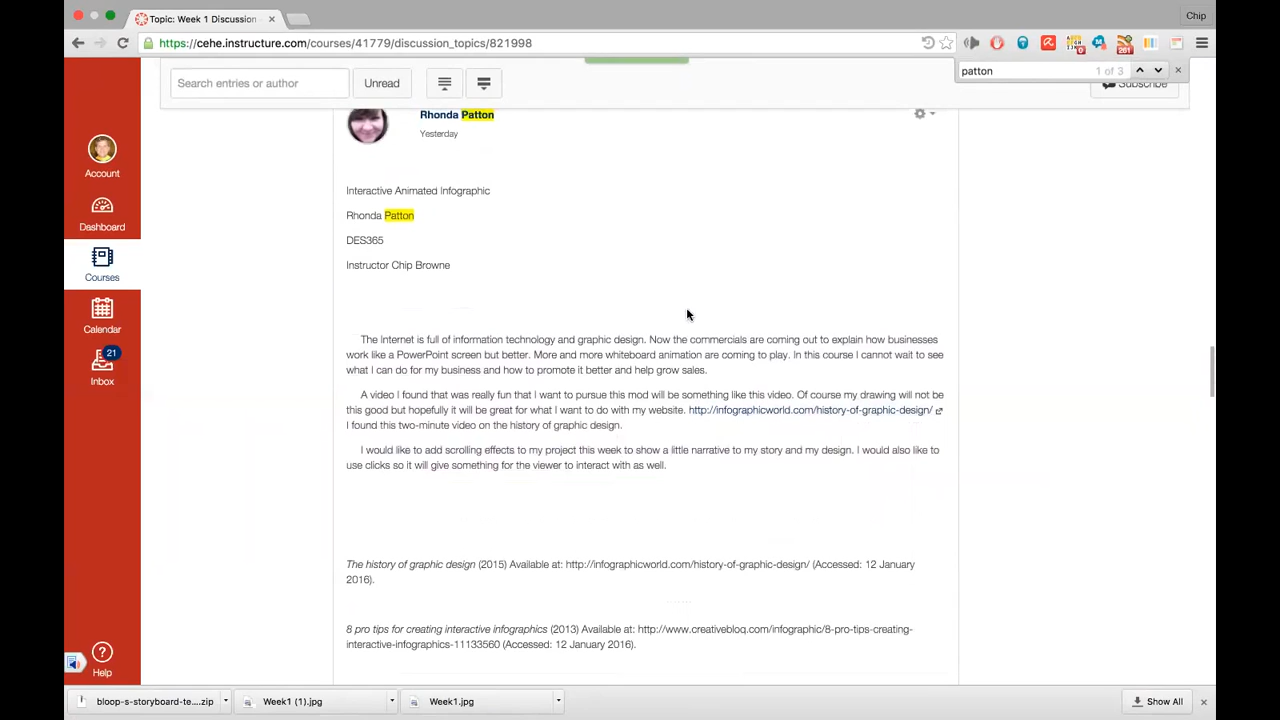 Topic: Week 1 Discussion
Chip
https://cehe.instructure.com/courses/41779/discussion_topics/821998
261
patton
1 of 3
Search entries or author
Unread
Subscribe
Rhonda Patton
Yesterday
Account
Dashboard
Courses
Calendar
21
Inbox
Help
Interactive Animated Infographic
Rhonda Patton
DES365
Instructor Chip Browne
The Internet is full of information technology and graphic design. Now the commercials are coming out to explain how businesses
work like a PowerPoint screen but better. More and more whiteboard animation are coming to play. In this course I cannot wait to see
what I can do for my business and how to promote it better and help grow sales.
A video I found that was really fun that I want to pursue this mod will be something like this video. Of course my drawing will not be
this good but hopefully it will be great for what I want to do with my website. http://infographicworld.com/history-of-graphic-design/
I found this two-minute video on the history of graphic design.
I would like to add scrolling effects to my project this week to show a little narrative to my story and my design. I would also like to
use clicks so it will give something for the viewer to interact with as well.
The history of graphic design (2015) Available at: http://infographicworld.com/history-of-graphic-design/ (Accessed: 12 January
2016).
8 pro tips for creating interactive infographics (2013) Available at: http://www.creativebloq.com/infographic/8-pro-tips-creating-
interactive-infographics-11133560 (Accessed: 12 January 2016).
bloop-s-storyboard-te....zip
Week1 (1).jpg
Week1.jpg
Show All